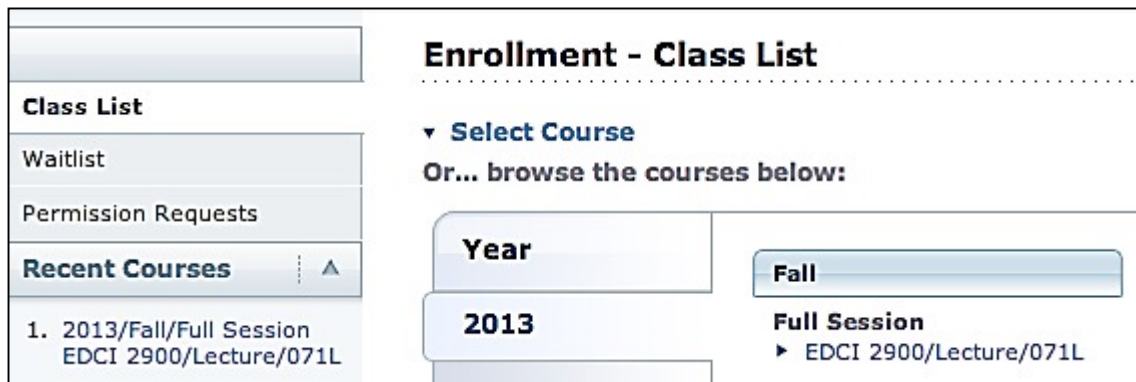 Class List
Waitlist
Permission Requests
Recent Courses
1. 2013/Fall/Full Session
EDCI 2900/Lecture/071L
Enrollment - Class List
Select Course
Or... browse the courses below:
Year
2013
Fall
Full Session
EDCI 2900/Lecture/071L